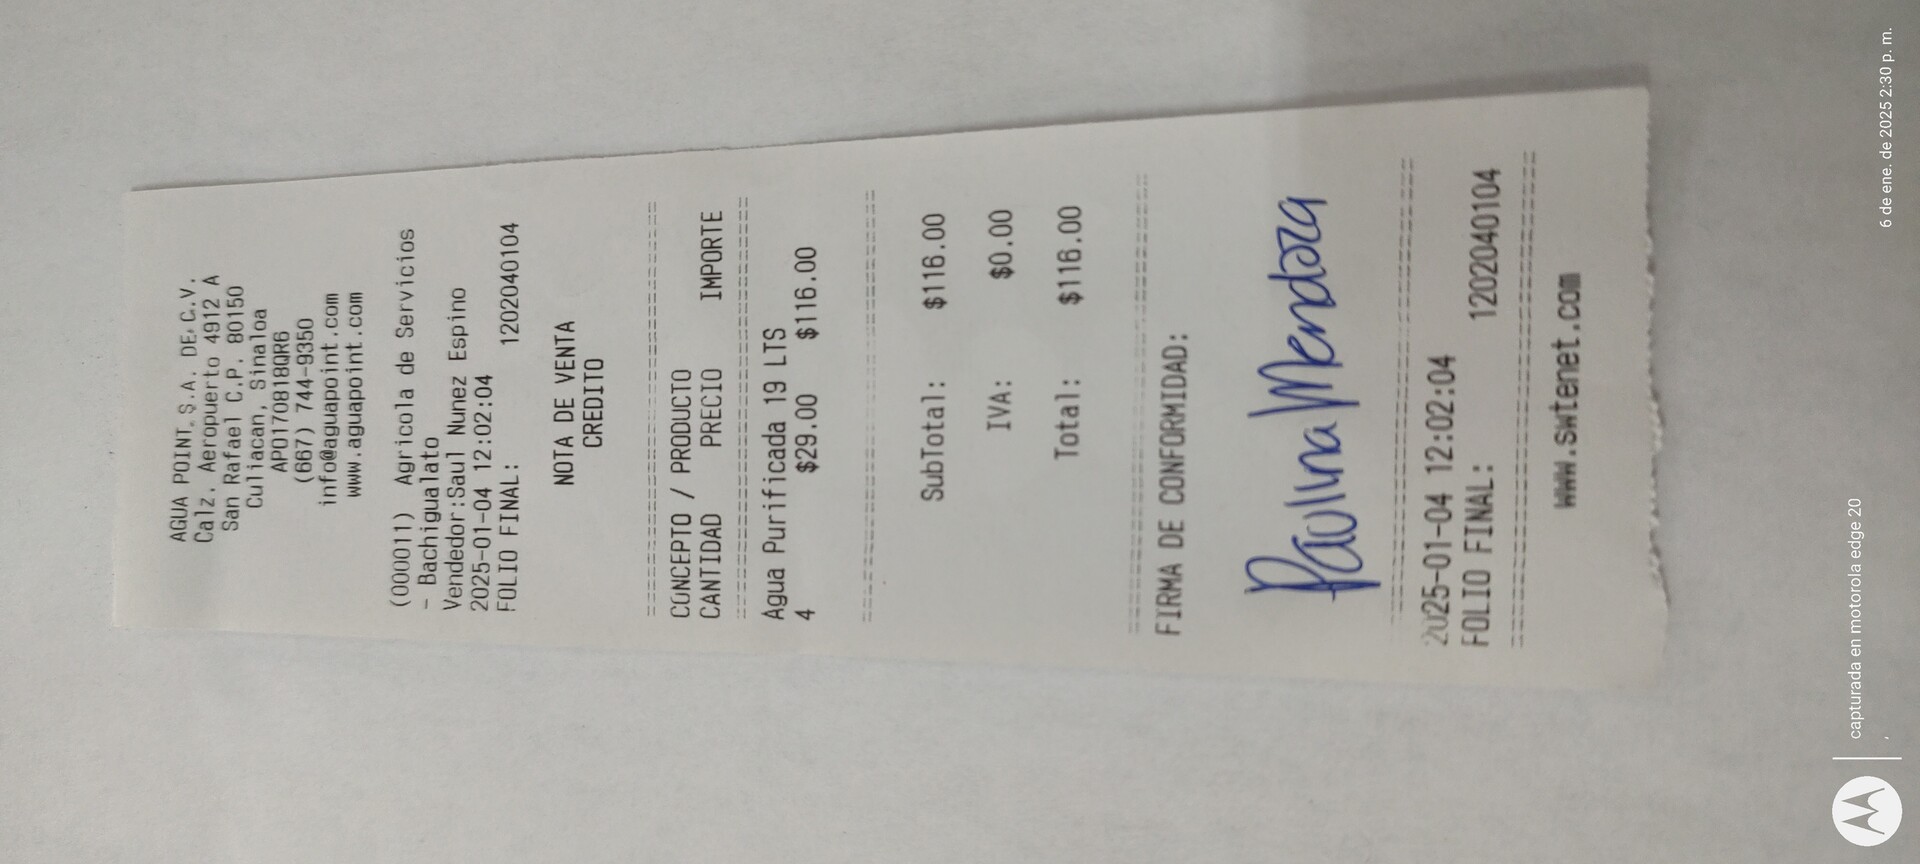 AGUA POINT, S.A. DE C.V.
Calz. Aeropuerto 4912 A
San Rafael C.P. 80150
Culiacan, Sinaloa
APO170818QR6
(667) 744-9350
info@aguapoint.com
www.aguapoint.com
(000011) Agricola de Servicios
- Bachigualato
Vendedor:Saul Nunez Espino
2025-01-04 12:02:04
FOLIO FINAL: 1202040104
NOTA DE VENTA
CREDITO
CONCEPTO / PRODUCTO
CANTIDAD PRECIO IMPORTE
Agua Purificada 19 LTS
4 $29.00 $116.00
SubTotal: $116.00
IVA: $0.00
Total: $116.00
FIRMA DE CONFORMIDAD:
Paulina Mendoza
2025-01-04 12:02:04
FOLIO FINAL: 1202040104
www.swtenet.com
capturada en motorola edge 20
6 de ene. de 2025 2:30 p. m.